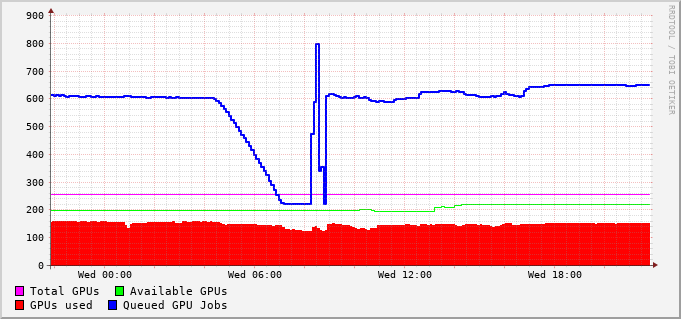 900
800
700
600
500
400
300
200
100
0
Wed 00:00 Wed 06:00 Wed 12:00 Wed 18:00
Total GPUs Available GPUs
GPUs used Queued GPU Jobs
RRDTOOL / TOBI OETIKER